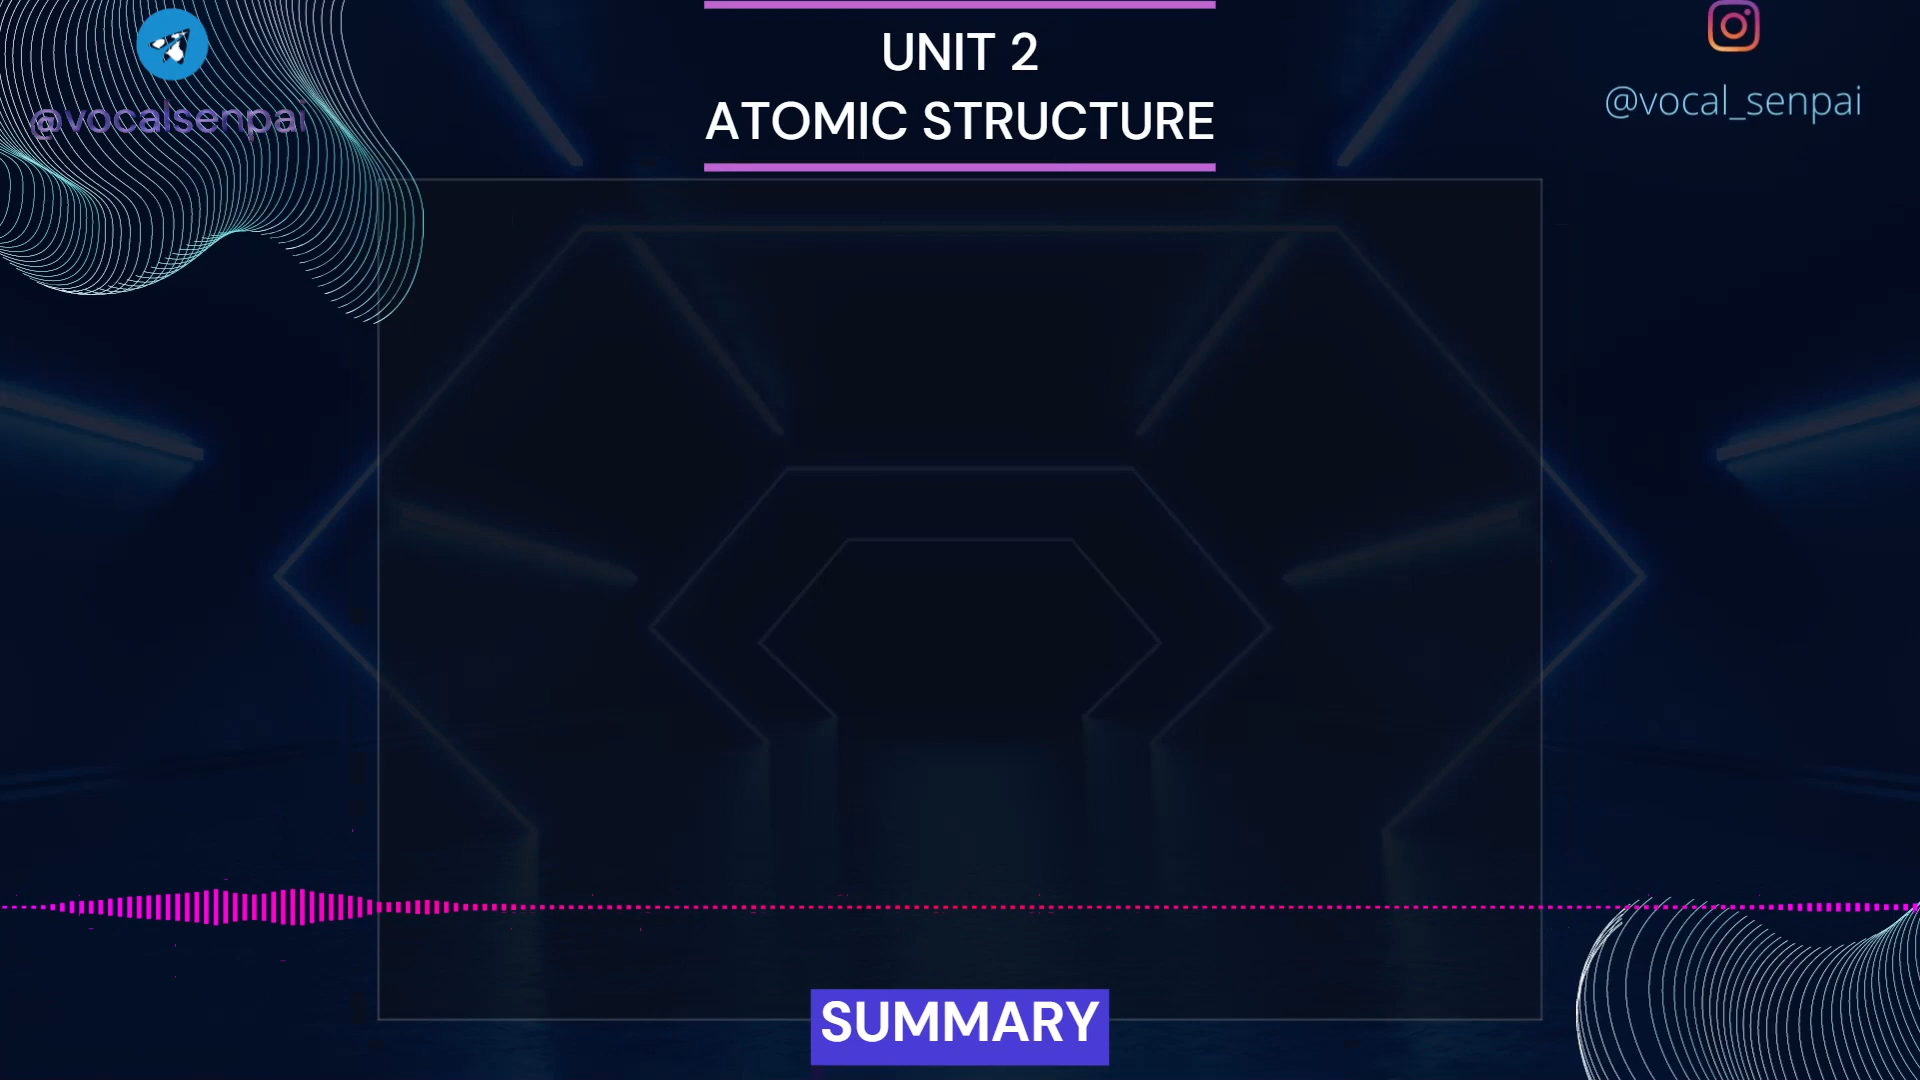 UNIT 2
ATOMIC STRUCTURE
@vocalsenpai
@vocal_senpai
SUMMARY